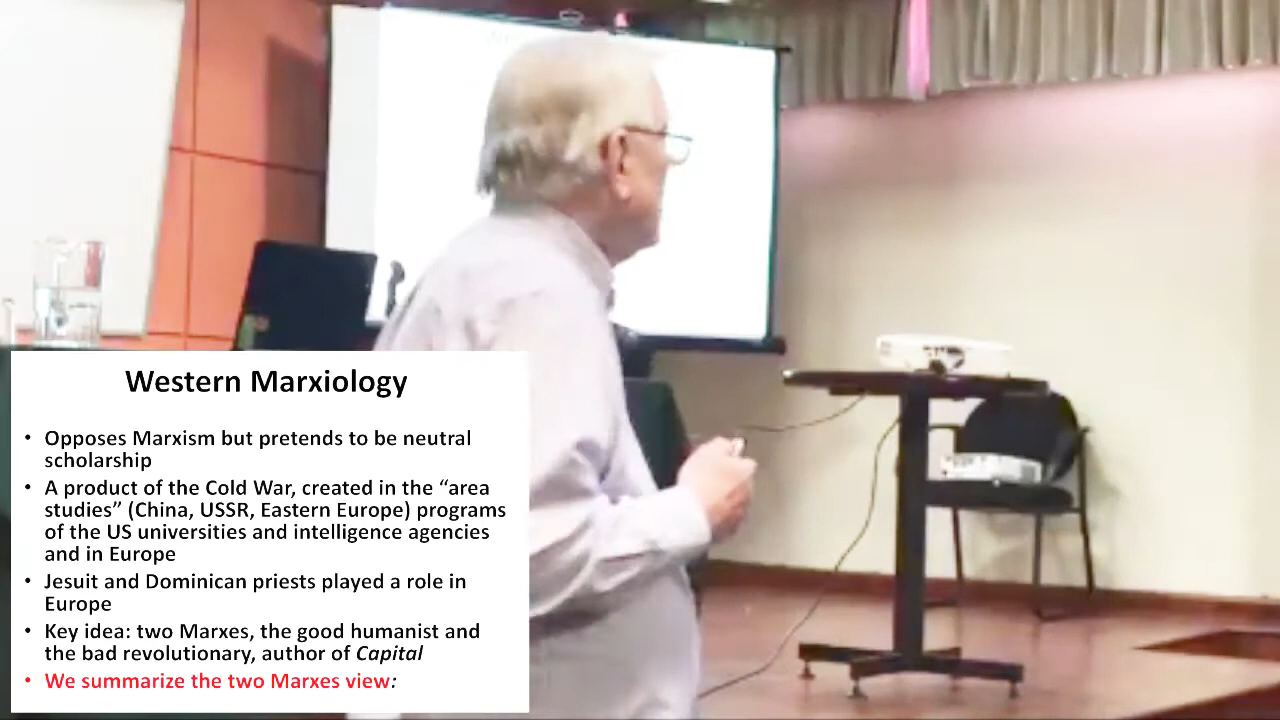 Western Marxiology
• Opposes Marxism but pretends to be neutral
scholarship
• A product of the Cold War, created in the “area
studies” (China, USSR, Eastern Europe) programs
of the US universities and intelligence agencies
and in Europe
• Jesuit and Dominican priests played a role in
Europe
• Key idea: two Marxes, the good humanist and
the bad revolutionary, author of Capital
• We summarize the two Marxes view: